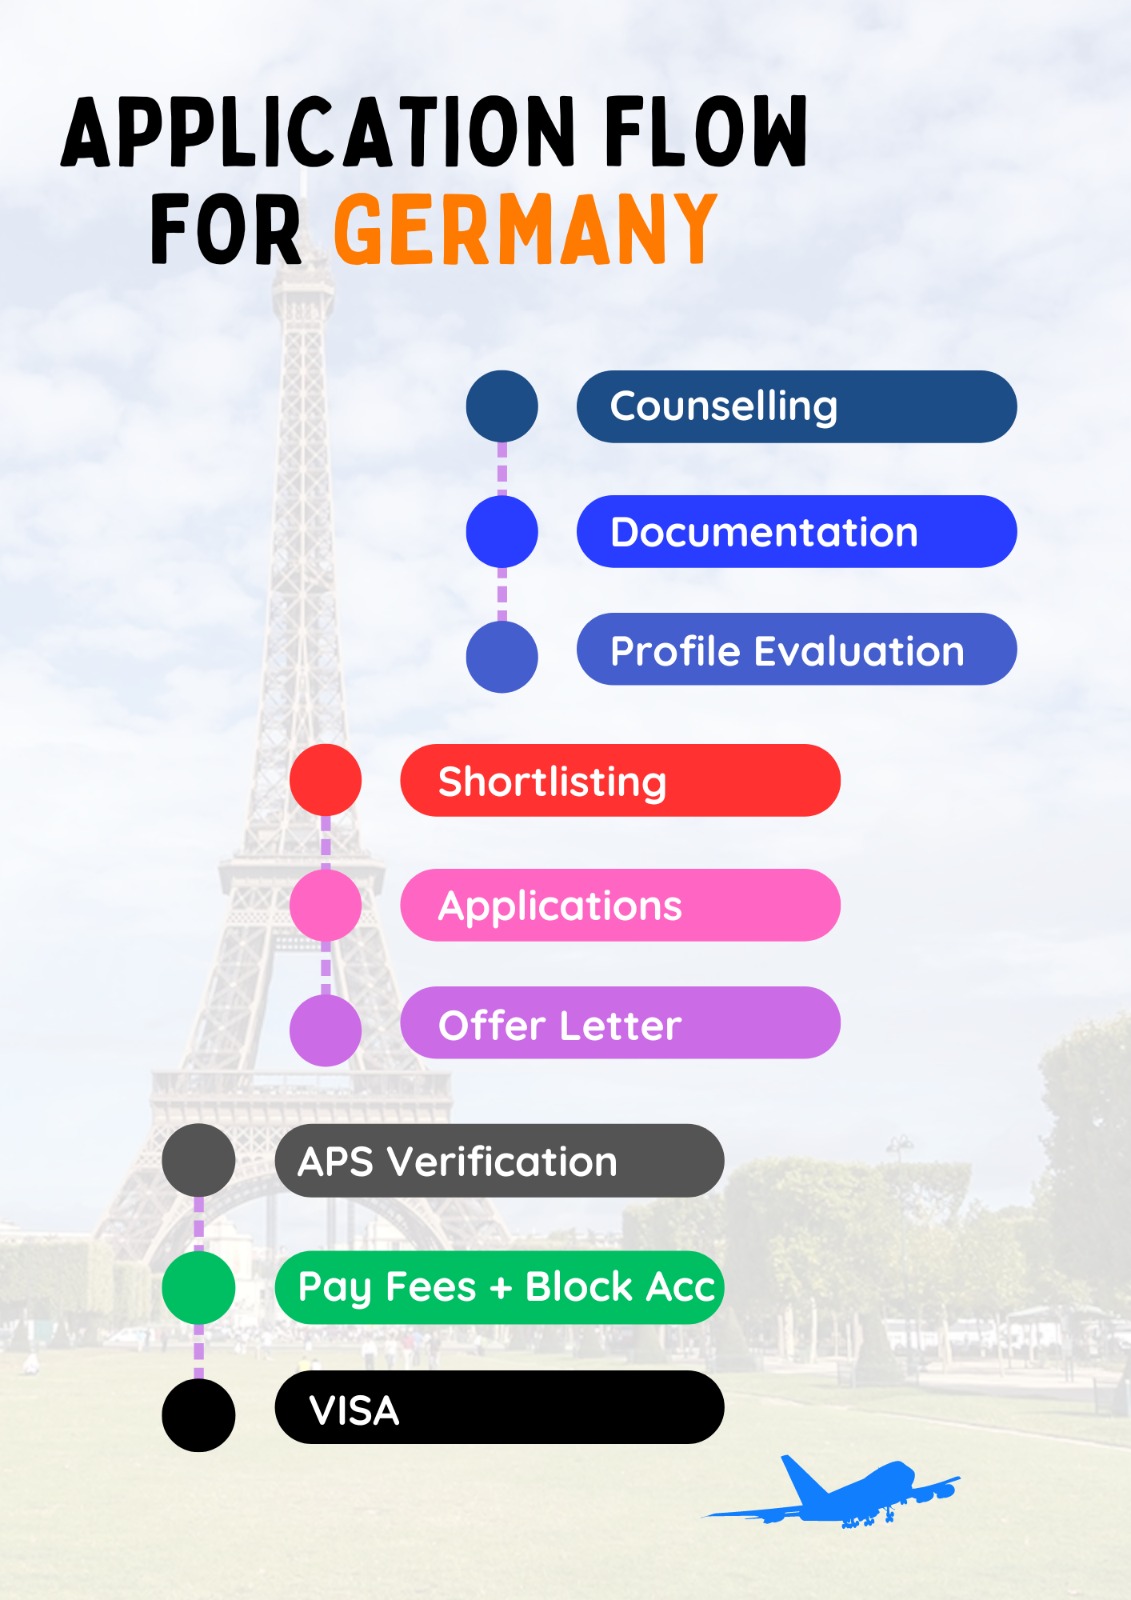 APPLICATION FLOW
FOR GERMANY
Counselling
Documentation
Profile Evaluation
Shortlisting
Applications
Offer Letter
APS Verification
Pay Fees + Block Acc
VISA